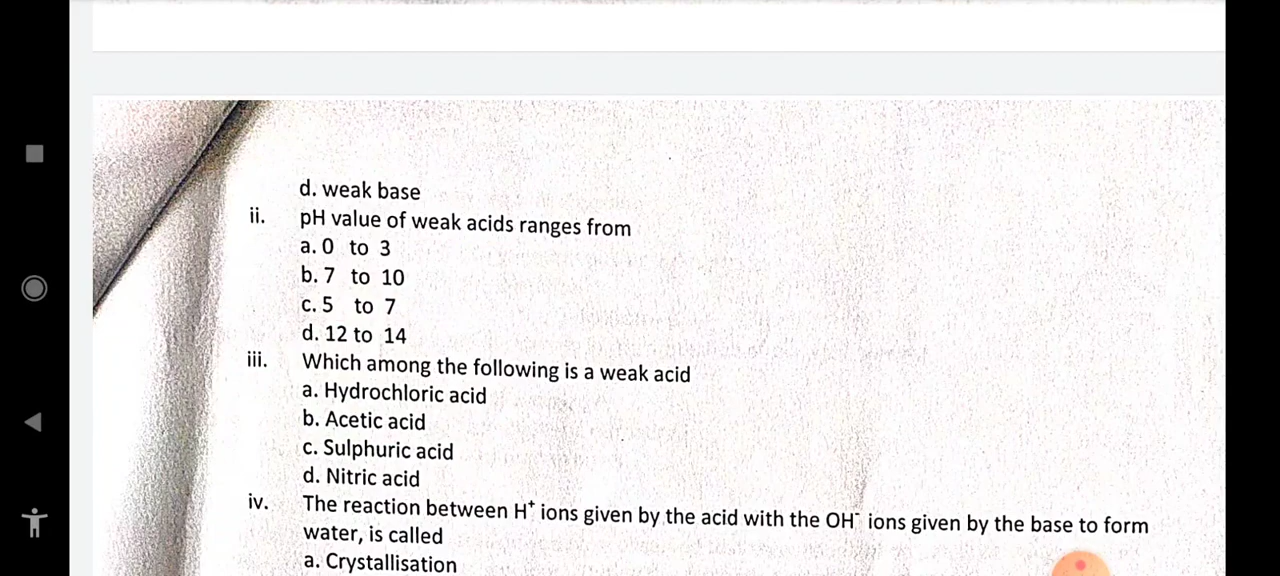 d. weak base
ii. pH value of weak acids ranges from
a. 0 to 3
b. 7 to 10
c. 5 to 7
d. 12 to 14
iii. Which among the following is a weak acid
a. Hydrochloric acid
b. Acetic acid
c. Sulphuric acid
d. Nitric acid
iv. The reaction between H⁺ ions given by the acid with the OH⁻ ions given by the base to form
water, is called
a. Crystallisation